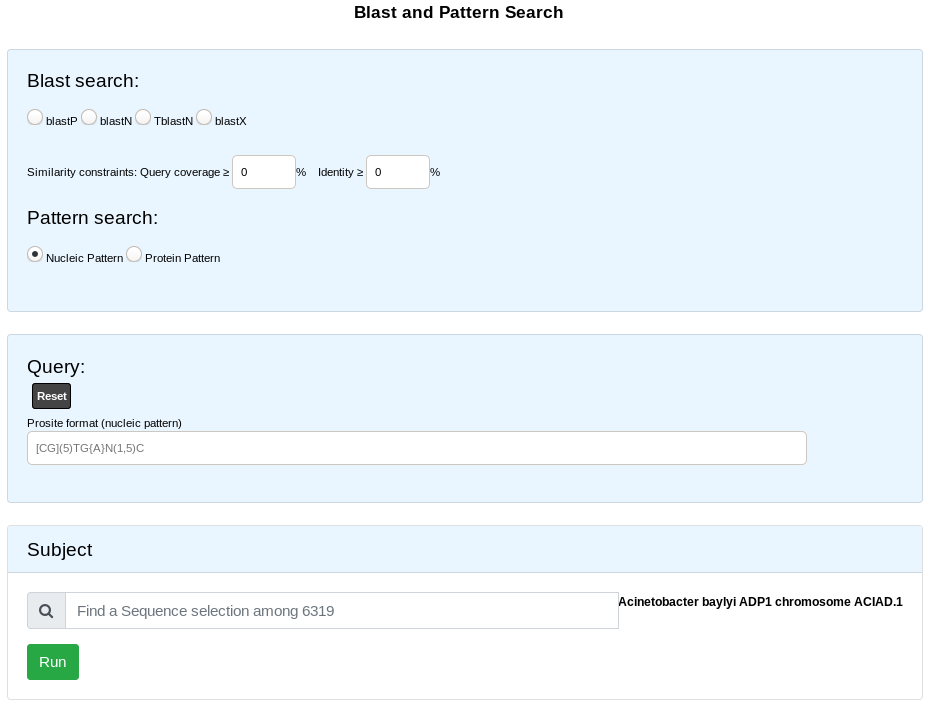 Blast and Pattern Search
Blast search:
blastP blastN TblastN blastX
Similarity constraints: Query coverage ≥ 0 % Identity ≥ 0 %
Pattern search:
Nucleic Pattern Protein Pattern
Query:
Reset
Prosite format (nucleic pattern)
[CG](5)TG{A}N(1,5)C
Subject
Find a Sequence selection among 6319 Acinetobacter baylyi ADP1 chromosome ACIAD.1
Run